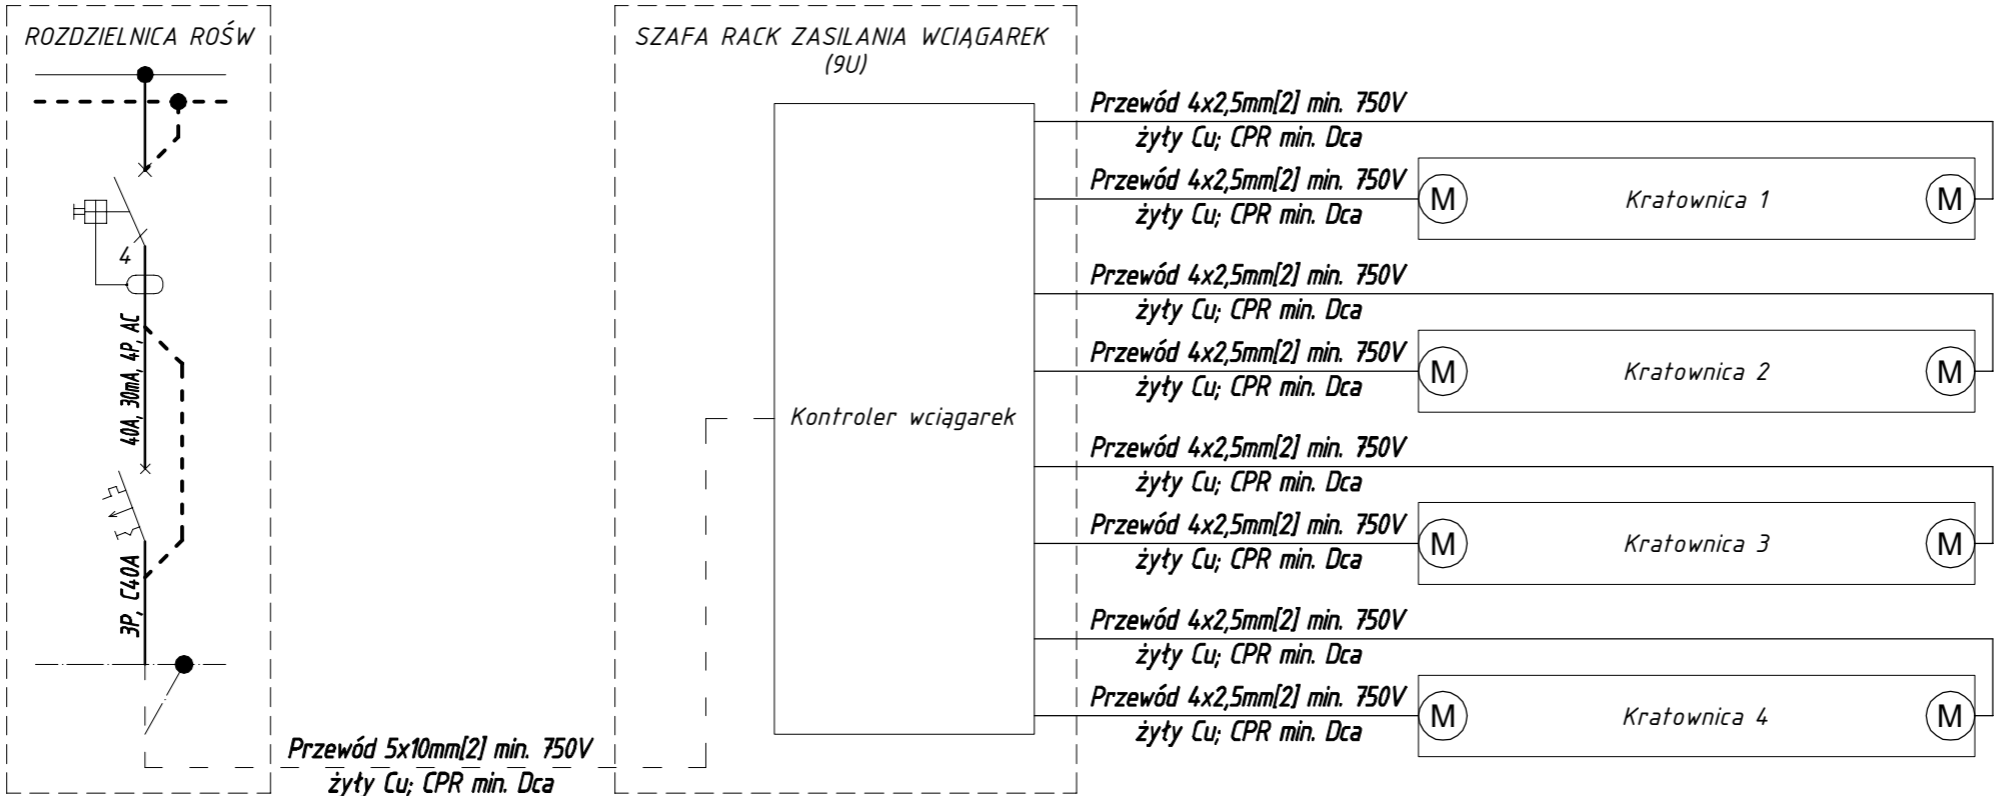 ROZDZIELNICA ROŚW
4
40A, 30mA, 4P, AC
3P, C40A
Przewód 5x10mm[2] min. 750V
żyły Cu; CPR min. Dca
SZAFA RACK ZASILANIA WCIĄGAREK
(9U)
Kontroler wciągarek
Przewód 4x2,5mm[2] min. 750V
żyły Cu; CPR min. Dca
Przewód 4x2,5mm[2] min. 750V
żyły Cu; CPR min. Dca
M
Kratownica 1
M
Przewód 4x2,5mm[2] min. 750V
żyły Cu; CPR min. Dca
Przewód 4x2,5mm[2] min. 750V
żyły Cu; CPR min. Dca
M
Kratownica 2
M
Przewód 4x2,5mm[2] min. 750V
żyły Cu; CPR min. Dca
Przewód 4x2,5mm[2] min. 750V
żyły Cu; CPR min. Dca
M
Kratownica 3
M
Przewód 4x2,5mm[2] min. 750V
żyły Cu; CPR min. Dca
Przewód 4x2,5mm[2] min. 750V
żyły Cu; CPR min. Dca
M
Kratownica 4
M